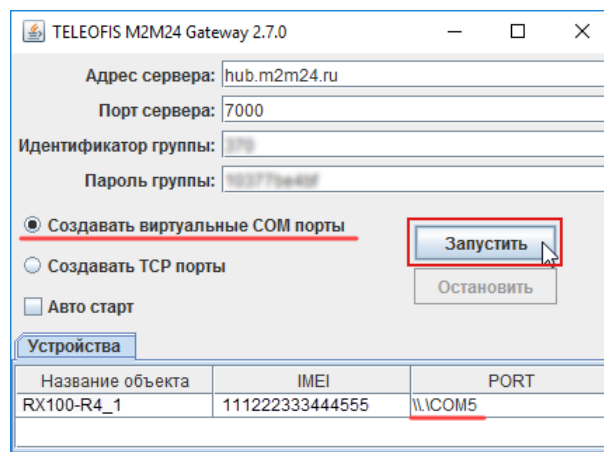 TELEOFIS M2M24 Gateway 2.7.0
Адрес сервера: hub.m2m24.ru
Порт сервера: 7000
Идентификатор группы:
Пароль группы:
Создавать виртуальные COM порты
Запустить
Создавать TCP порты
Остановить
Авто старт
Устройства
Название объекта IMEI PORT
RX100-R4_1 111222333444555 \\.\COM5